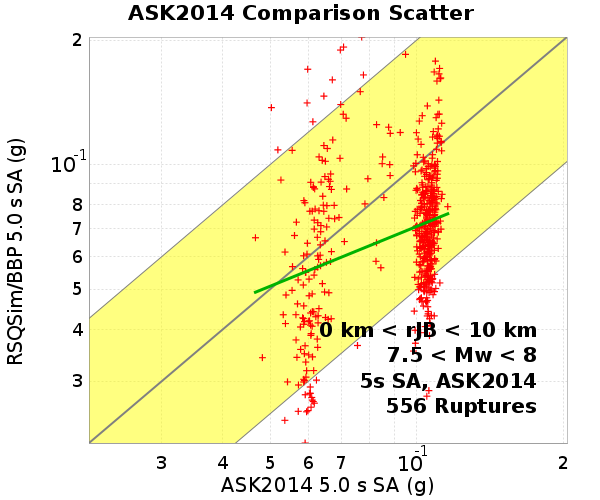 ASK2014 Comparison Scatter
RSQSim/BBP 5.0 s SA (g)
2
10-1
8
7
6
5
4
3
0 km < rJB < 10 km
7.5 < Mw < 8
5s SA, ASK2014
556 Ruptures
3 4 5 6 7 10-1 2
ASK2014 5.0 s SA (g)